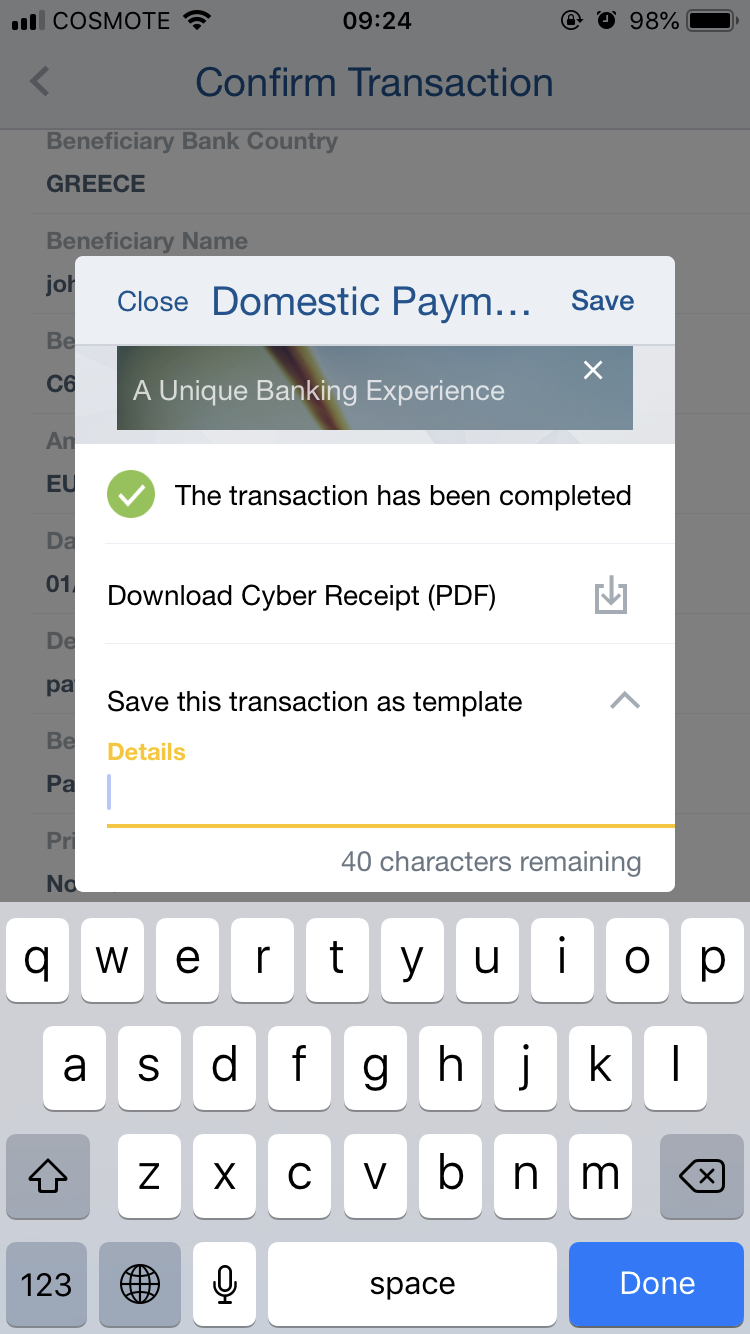 COSMOTE 09:24 98%
Confirm Transaction
Beneficiary Bank Country
GREECE
Beneficiary Name
joh
Close Domestic Paym... Save
Be
C6
A Unique Banking Experience
Am
EU
The transaction has been completed
Da
01/
Download Cyber Receipt (PDF)
De
pa
Save this transaction as template
Be
Details
Pa
Pri
40 characters remaining
No
q w e r t y u i o p
a s d f g h j k l
z x c v b n m
123 space Done